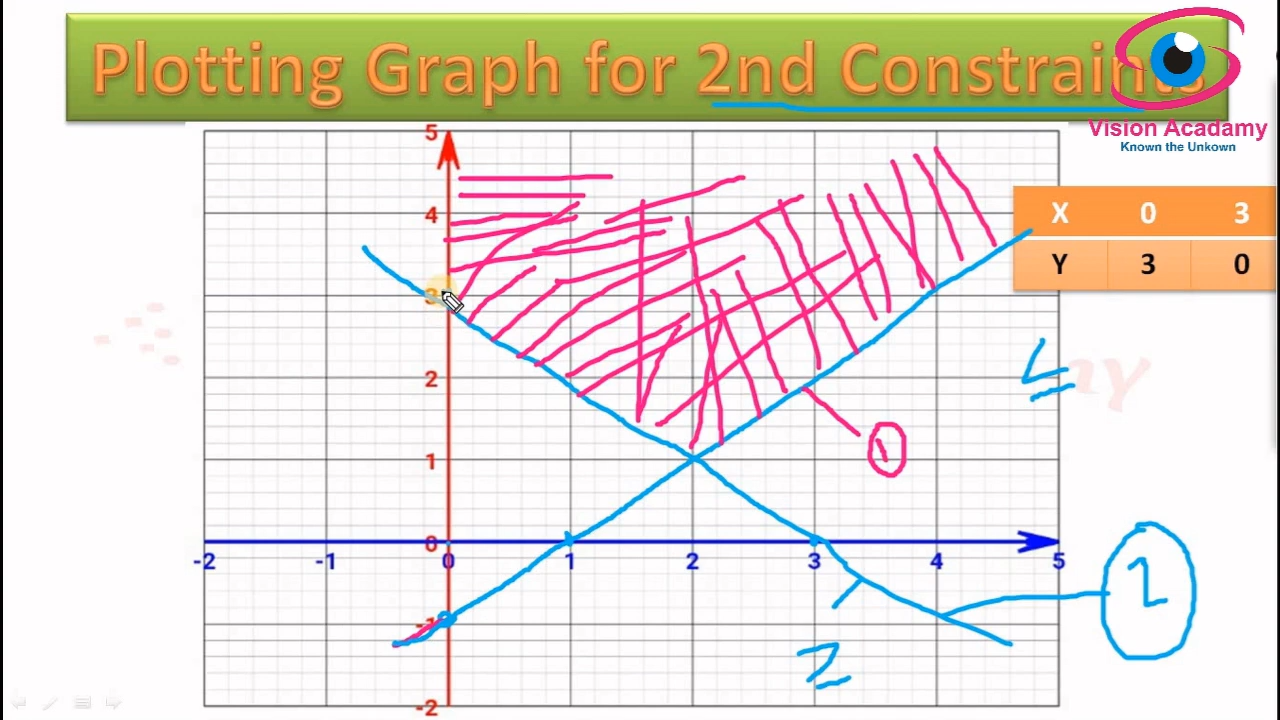 Plotting Graph for 2nd Constraints
Vision Acadamy
Known the Unkown
X 0 3
Y 3 0
5
4
3
2
1
0
-1
-2
-2 -1 0 1 2 3 4 5
1
2
≤